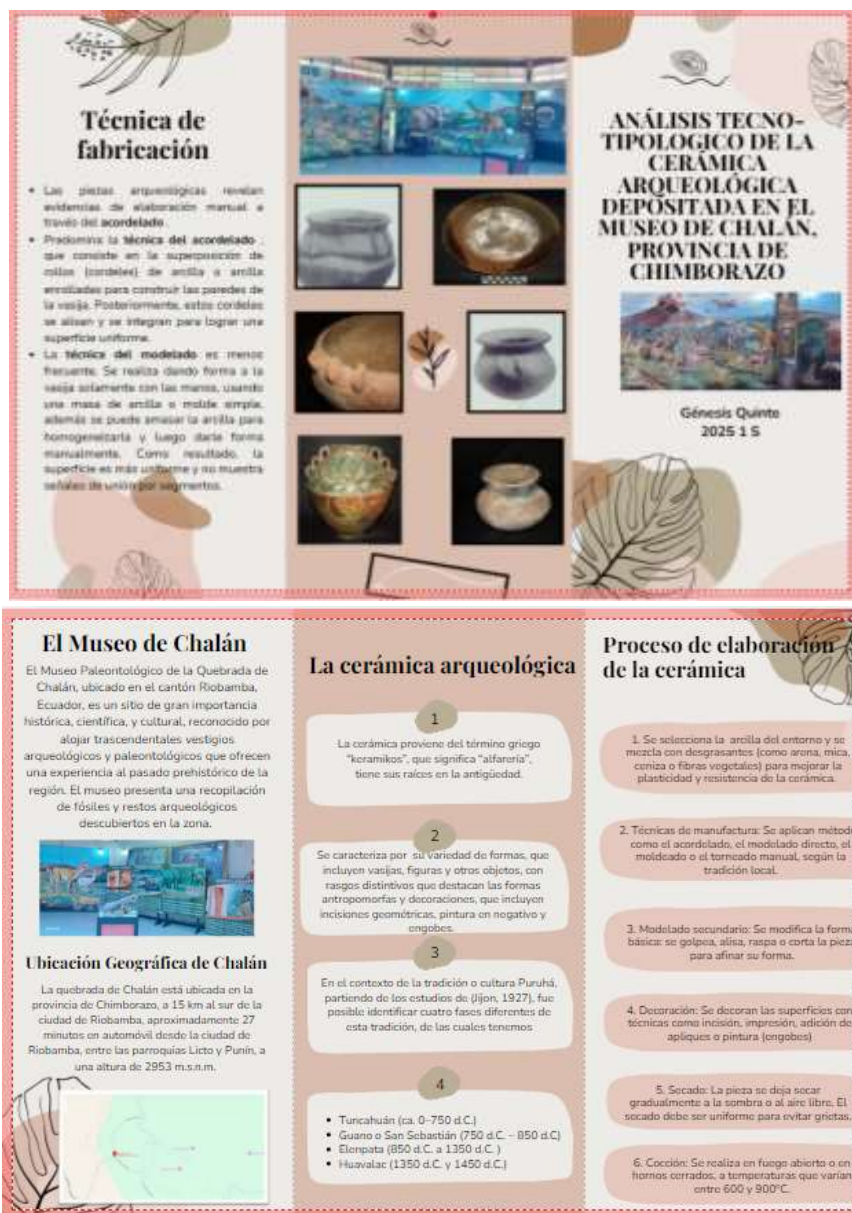 Técnica de
fabricación
• Las piezas arqueológicas revelan
evidencias de elaboración manual a
través del acordelado
• Predomina la técnica del acordelado ,
que consiste en la superposición de
rollos (cordeles) de arcilla o arcilla
enrollados para construir las paredes de
la vasija. Posteriormente, estos cordeles
se alisan y se integran para lograr una
superficie uniforme.
• La técnica del modelado es menos
frecuente. Se realiza dando forma a la
vasija solamente con las manos, usando
una masa de arcilla o molde simple,
además se puede amasar la arcilla para
homogeneizarla y luego darle forma
manualmente. Como resultado, la
superficie es más uniforme y no muestra
señales de unión por segmentos.
ANÁLISIS TECNO-
TIPOLOGICO DE LA
CERÁMICA
ARQUEOLÓGICA
DEPOSITADA EN EL
MUSEO DE CHALÁN,
PROVINCIA DE
CHIMBORAZO
Génesis Quinte
2025 1 S
El Museo de Chalán
El Museo Paleontológico de la Quebrada de
Chalán, ubicado en el cantón Riobamba,
Ecuador, es un sitio de gran importancia
histórica, científica, y cultural, reconocido por
alojar trascendentales vestigios
arqueológicos y paleontológicos que ofrecen
una experiencia al pasado prehistórico de la
región. El museo presenta una recopilación
de fósiles y restos arqueológicos
descubiertos en la zona.
Ubicación Geográfica de Chalán
La quebrada de Chalán está ubicada en la
provincia de Chimborazo, a 15 km al sur de la
ciudad de Riobamba, aproximadamente 27
minutos en automóvil desde la ciudad de
Riobamba, entre las parroquias Licto y Punín, a
una altura de 2953 m.s.n.m.
La cerámica arqueológica
1
La cerámica proviene del término griego
"keramikos", que significa "alfarería",
tiene sus raíces en la antigüedad.
2
Se caracteriza por su variedad de formas, que
incluyen vasijas, figuras y otros objetos, con
rasgos distintivos que destacan las formas
antropomorfas y decoraciones, que incluyen
incisiones geométricas, pintura en negativo y
engobes.
3
En el contexto de la tradición o cultura Puruhá,
partiendo de los estudios de (Jijon, 1927), fue
posible identificar cuatro fases diferentes de
esta tradición, de las cuales tenemos
4
• Tuncahuán (ca. 0-750 d.C.)
• Guano o San Sebastián (750 d.C. – 850 d.C)
• Elenpata (850 d.C. a 1350 d.C. )
• Huavalac (1350 d.C. y 1450 d.C.)
Proceso de elaboración
de la cerámica
1. Se selecciona la arcilla del entorno y se
mezcla con desgrasantes (como arena, mica,
ceniza o fibras vegetales) para mejorar la
plasticidad y resistencia de la cerámica.
2. Técnicas de manufactura: Se aplican métod
como el acordelado, el modelado directo, el
moldeado o el torneado manual, según la
tradición local.
3. Modelado secundario: Se modifica la forma
básica: se golpea, alisa, raspa o corta la pieza
para afinar su forma.
4. Decoración: Se decoran las superficies con
técnicas como incisión, impresión, adición de
apliques o pintura (engobes)
5. Secado: La pieza se deja secar
gradualmente a la sombra o al aire libre. El
secado debe ser uniforme para evitar grietas.
6. Cocción: Se realiza en fuego abierto o en
hornos cerrados, a temperaturas que varían
entre 600 y 900°C.